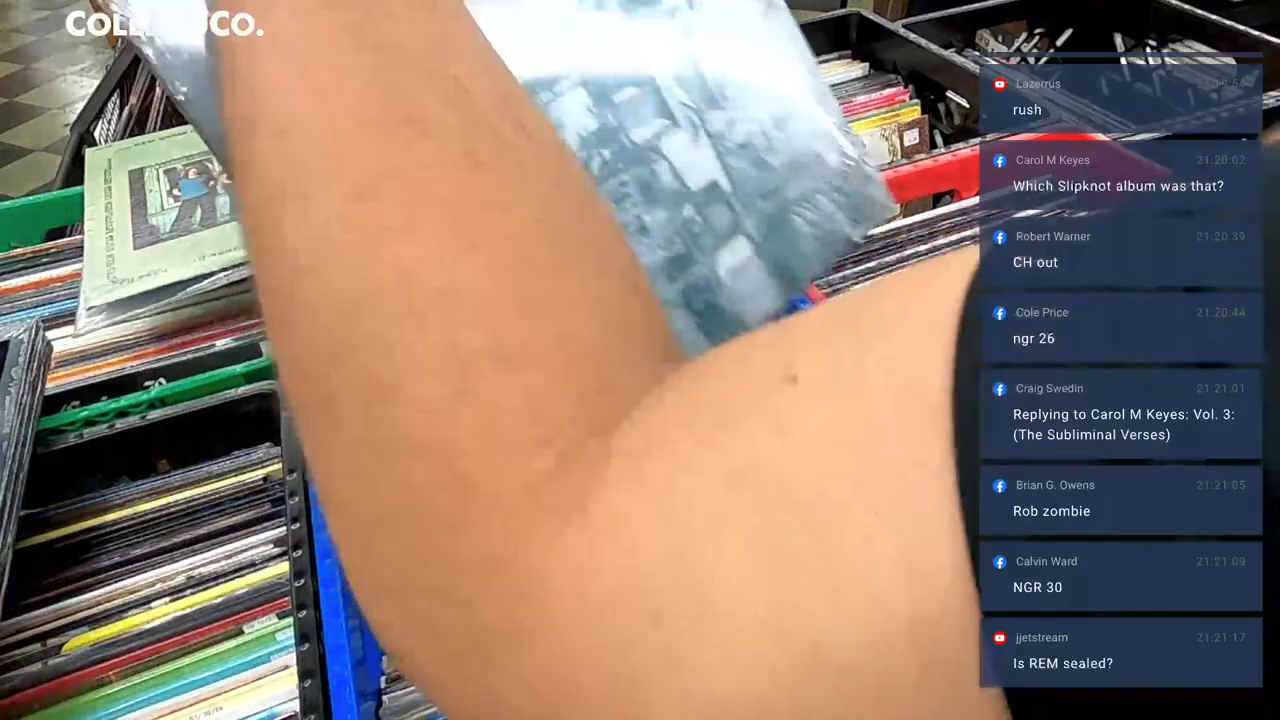 Lazerrus
rush
Carol M Keyes 21:20:02
Which Slipknot album was that?
Robert Warner 21:20:39
CH out
Cole Price 21:20:44
ngr 26
Craig Swedin 21:21:01
Replying to Carol M Keyes: Vol. 3:
(The Subliminal Verses)
Brian G. Owens 21:21:05
Rob zombie
Calvin Ward 21:21:09
NGR 30
jjetstream 21:21:17
Is REM sealed?